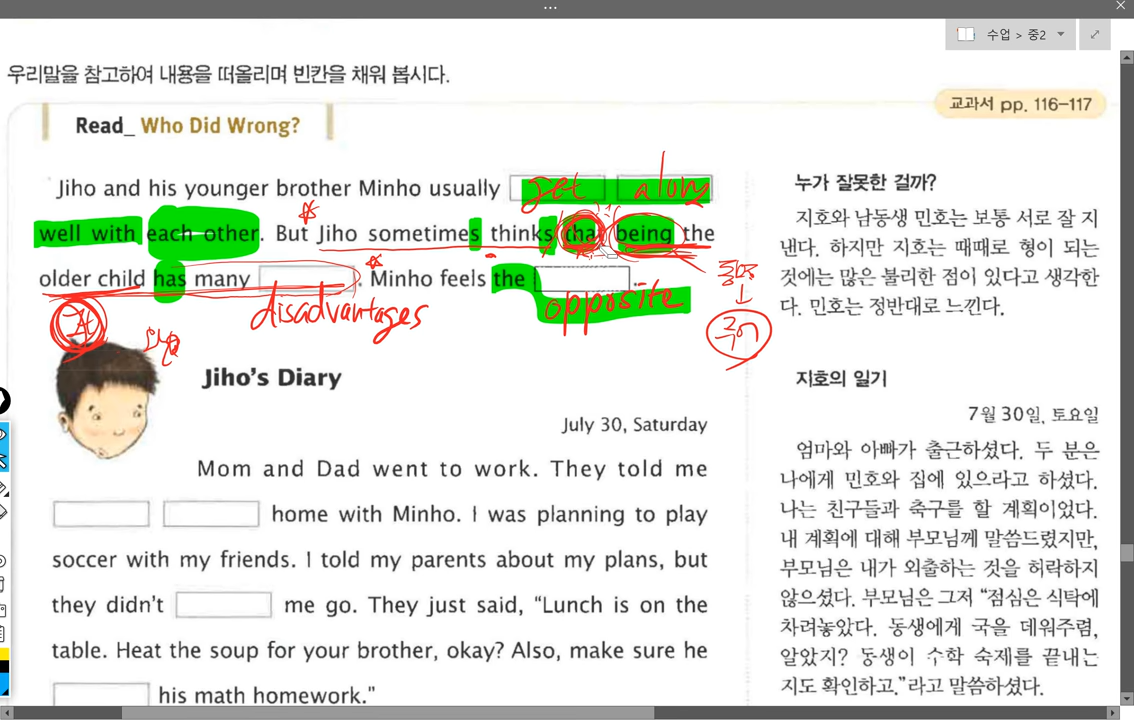 수업 > 중2
우리말을 참고하여 내용을 떠올리며 빈칸을 채워 봅시다.
교과서 pp. 116–117
Read_ Who Did Wrong?
Jiho and his younger brother Minho usually get along
well with each other. But Jiho sometimes thinks that being the
older child has many disadvantages. Minho feels the opposite
주어
Jiho's Diary
July 30, Saturday
Mom and Dad went to work. They told me
home with Minho. I was planning to play
soccer with my friends. I told my parents about my plans, but
they didn't me go. They just said, “Lunch is on the
table. Heat the soup for your brother, okay? Also, make sure he
his math homework.”
누가 잘못한 걸까?
지호와 남동생 민호는 보통 서로 잘 지
낸다. 하지만 지호는 때때로 형이 되는
것에는 많은 불리한 점이 있다고 생각한
다. 민호는 정반대로 느낀다.
지호의 일기
7월 30일, 토요일
엄마와 아빠가 출근하셨다. 두 분은
나에게 민호와 집에 있으라고 하셨다.
나는 친구들과 축구를 할 계획이었다.
내 계획에 대해 부모님께 말씀드렸지만,
부모님은 내가 외출하는 것을 허락하지
않으셨다. 부모님은 그저 “점심은 식탁에
차려놓았다. 동생에게 국을 데워주렴,
알았지? 동생이 수학 숙제를 끝내는
지도 확인하고.”라고 말씀하셨다.